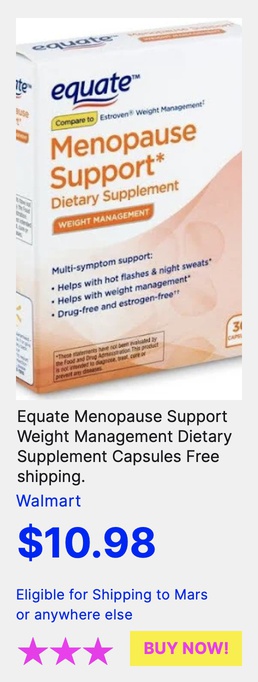 equate™
equate™
Compare to Estroven® Weight Management‡
Menopause
Support*
Dietary Supplement
WEIGHT MANAGEMENT
Multi-symptom support:
• Helps with hot flashes & night sweats*
• Helps with weight management*
• Drug-free and estrogen-free††
*These statements have not been evaluated by
the Food and Drug Administration. This product
is not intended to diagnose, treat, cure or
prevent any diseases.
Equate Menopause Support
Weight Management Dietary
Supplement Capsules Free
shipping.
Walmart
$10.98
Eligible for Shipping to Mars
or anywhere else
BUY NOW!